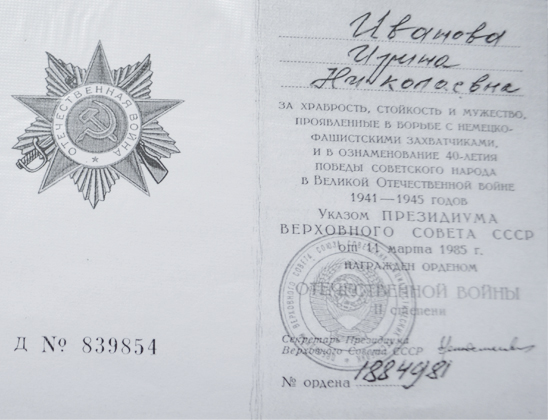 ОТЕЧЕСТВЕННАЯ ВОЙНА
Д № 839854
Иванова
Ирина
Николаевна
ЗА ХРАБРОСТЬ, СТОЙКОСТЬ И МУЖЕСТВО,
ПРОЯВЛЕННЫЕ В БОРЬБЕ С НЕМЕЦКО-
ФАШИСТСКИМИ ЗАХВАТЧИКАМИ,
И В ОЗНАМЕНОВАНИЕ 40-ЛЕТИЯ
ПОБЕДЫ СОВЕТСКОГО НАРОДА
В ВЕЛИКОЙ ОТЕЧЕСТВЕННОЙ ВОЙНЕ
1941—1945 ГОДОВ
УКАЗОМ ПРЕЗИДИУМА
ВЕРХОВНОГО СОВЕТА СССР
от 11 марта 1985 г.
НАГРАЖДЕН ОРДЕНОМ
ОТЕЧЕСТВЕННОЙ ВОЙНЫ
II степени
Секретарь Президиума
Верховного Совета СССР
№ ордена 1884981